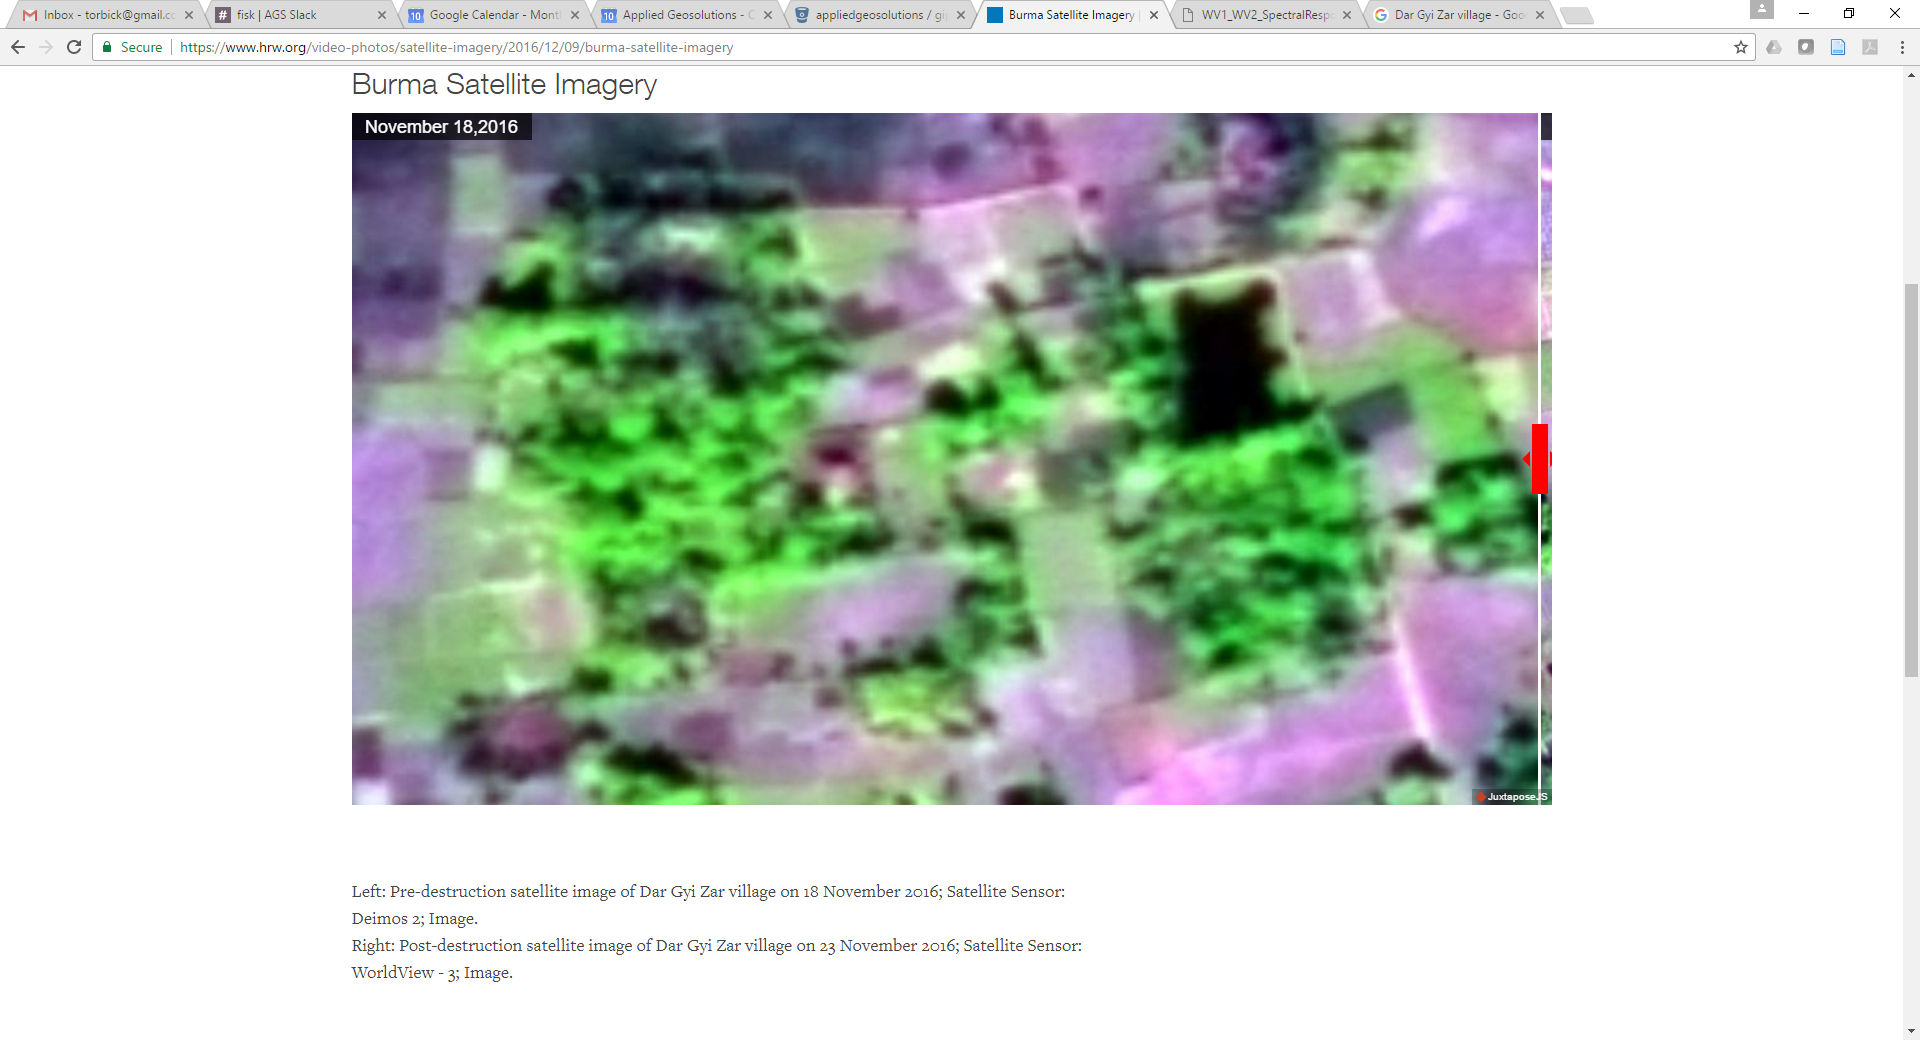 Inbox - torbick@gmail.cc
fisk | AGS Slack
10 Google Calendar - Mont
10 Applied Geosolutions - C
appliedgeosolutions / gi
Burma Satellite Imagery |
WV1_WV2_SpectralResp
Dar Gyi Zar village - Goo
Secure | https://www.hrw.org/video-photos/satellite-imagery/2016/12/09/burma-satellite-imagery
Burma Satellite Imagery
November 18,2016
JuxtaposeJS
Left: Pre-destruction satellite image of Dar Gyi Zar village on 18 November 2016; Satellite Sensor:
Deimos 2; Image.
Right: Post-destruction satellite image of Dar Gyi Zar village on 23 November 2016; Satellite Sensor:
WorldView - 3; Image.